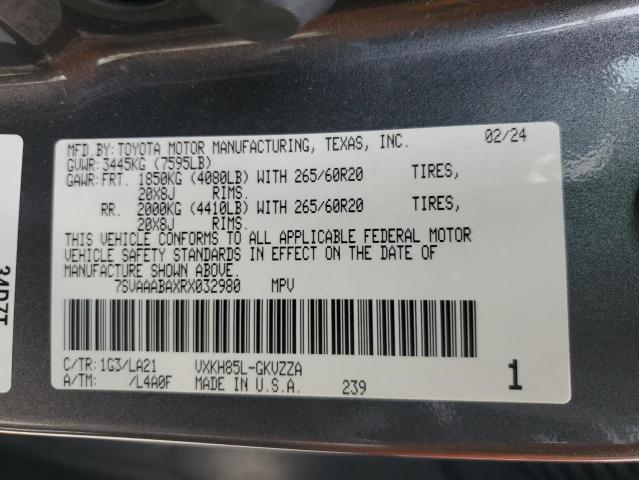 MFD BY: TOYOTA MOTOR MANUFACTURING, TEXAS, INC. 02/24
GVWR: 3445KG (7595LB)
GAWR: FRT. 1850KG (4080LB) WITH 265/60R20 TIRES,
20X8J RIMS.
RR. 2000KG (4410LB) WITH 265/60R20 TIRES,
20X8J RIMS.
THIS VEHICLE CONFORMS TO ALL APPLICABLE FEDERAL MOTOR
VEHICLE SAFETY STANDARDS IN EFFECT ON THE DATE OF
MANUFACTURE SHOWN ABOVE.
7SVAAABAXRX032980 MPV
C/TR: 1G3/LA21 VXKH85L-GKVZZA
A/TM: /L4A0F MADE IN U.S.A. 239 1